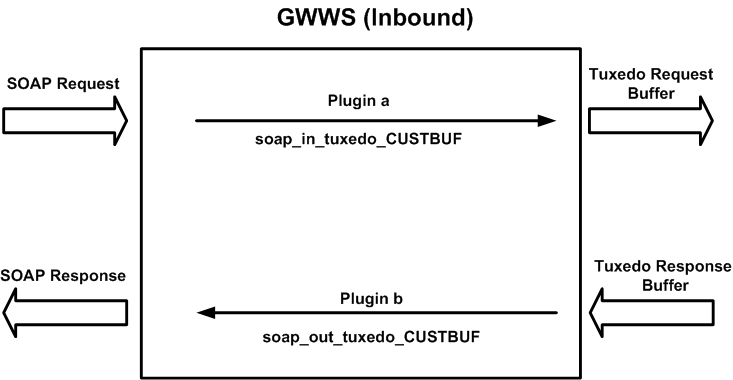 GWWS (Inbound)
SOAP Request
Plugin a
soap_in_tuxedo_CUSTBUF
Tuxedo Request
Buffer
SOAP Response
Plugin b
soap_out_tuxedo_CUSTBUF
Tuxedo Response
Buffer